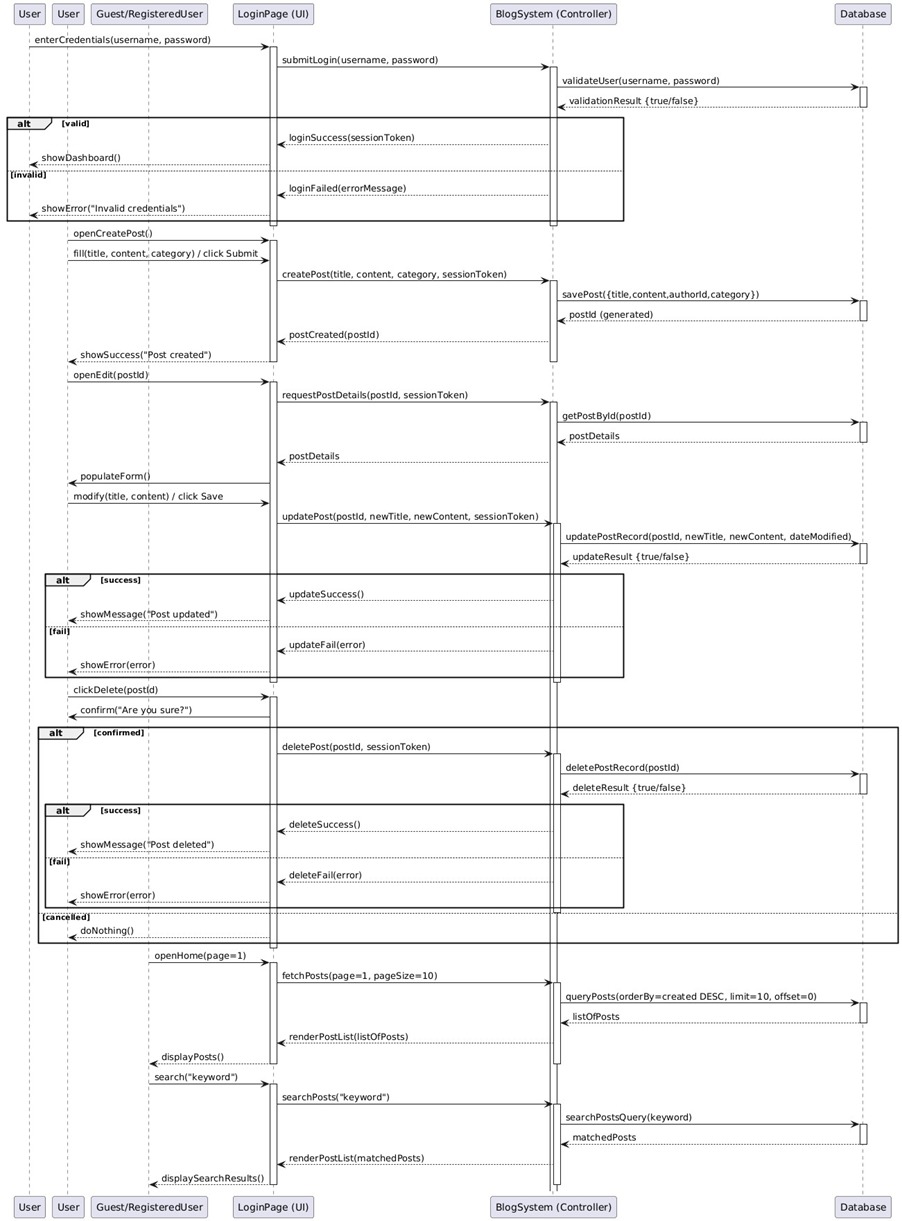 User User Guest/RegisteredUser LoginPage (UI) BlogSystem (Controller) Database
enterCredentials(username, password)
submitLogin(username, password)
validateUser(username, password)
validationResult {true/false}
alt [valid]
loginSuccess(sessionToken)
showDashboard()
[invalid]
loginFailed(errorMessage)
showError("Invalid credentials")
openCreatePost()
fill(title, content, category) / click Submit
createPost(title, content, category, sessionToken)
savePost({title,content,authorId,category})
postId (generated)
postCreated(postId)
showSuccess("Post created")
openEdit(postId)
requestPostDetails(postId, sessionToken)
getPostById(postId)
postDetails
postDetails
populateForm()
modify(title, content) / click Save
updatePost(postId, newTitle, newContent, sessionToken)
updatePostRecord(postId, newTitle, newContent, dateModified)
updateResult {true/false}
alt [success]
updateSuccess()
showMessage("Post updated")
[fail]
updateFail(error)
showError(error)
clickDelete(postId)
confirm("Are you sure?")
alt [confirmed]
deletePost(postId, sessionToken)
deletePostRecord(postId)
deleteResult {true/false}
alt [success]
deleteSuccess()
showMessage("Post deleted")
[fail]
deleteFail(error)
showError(error)
[cancelled]
doNothing()
openHome(page=1)
fetchPosts(page=1, pageSize=10)
queryPosts(orderBy=created DESC, limit=10, offset=0)
listOfPosts
renderPostList(listOfPosts)
displayPosts()
search("keyword")
searchPosts("keyword")
searchPostsQuery(keyword)
matchedPosts
renderPostList(matchedPosts)
displaySearchResults()
User User Guest/RegisteredUser LoginPage (UI) BlogSystem (Controller) Database